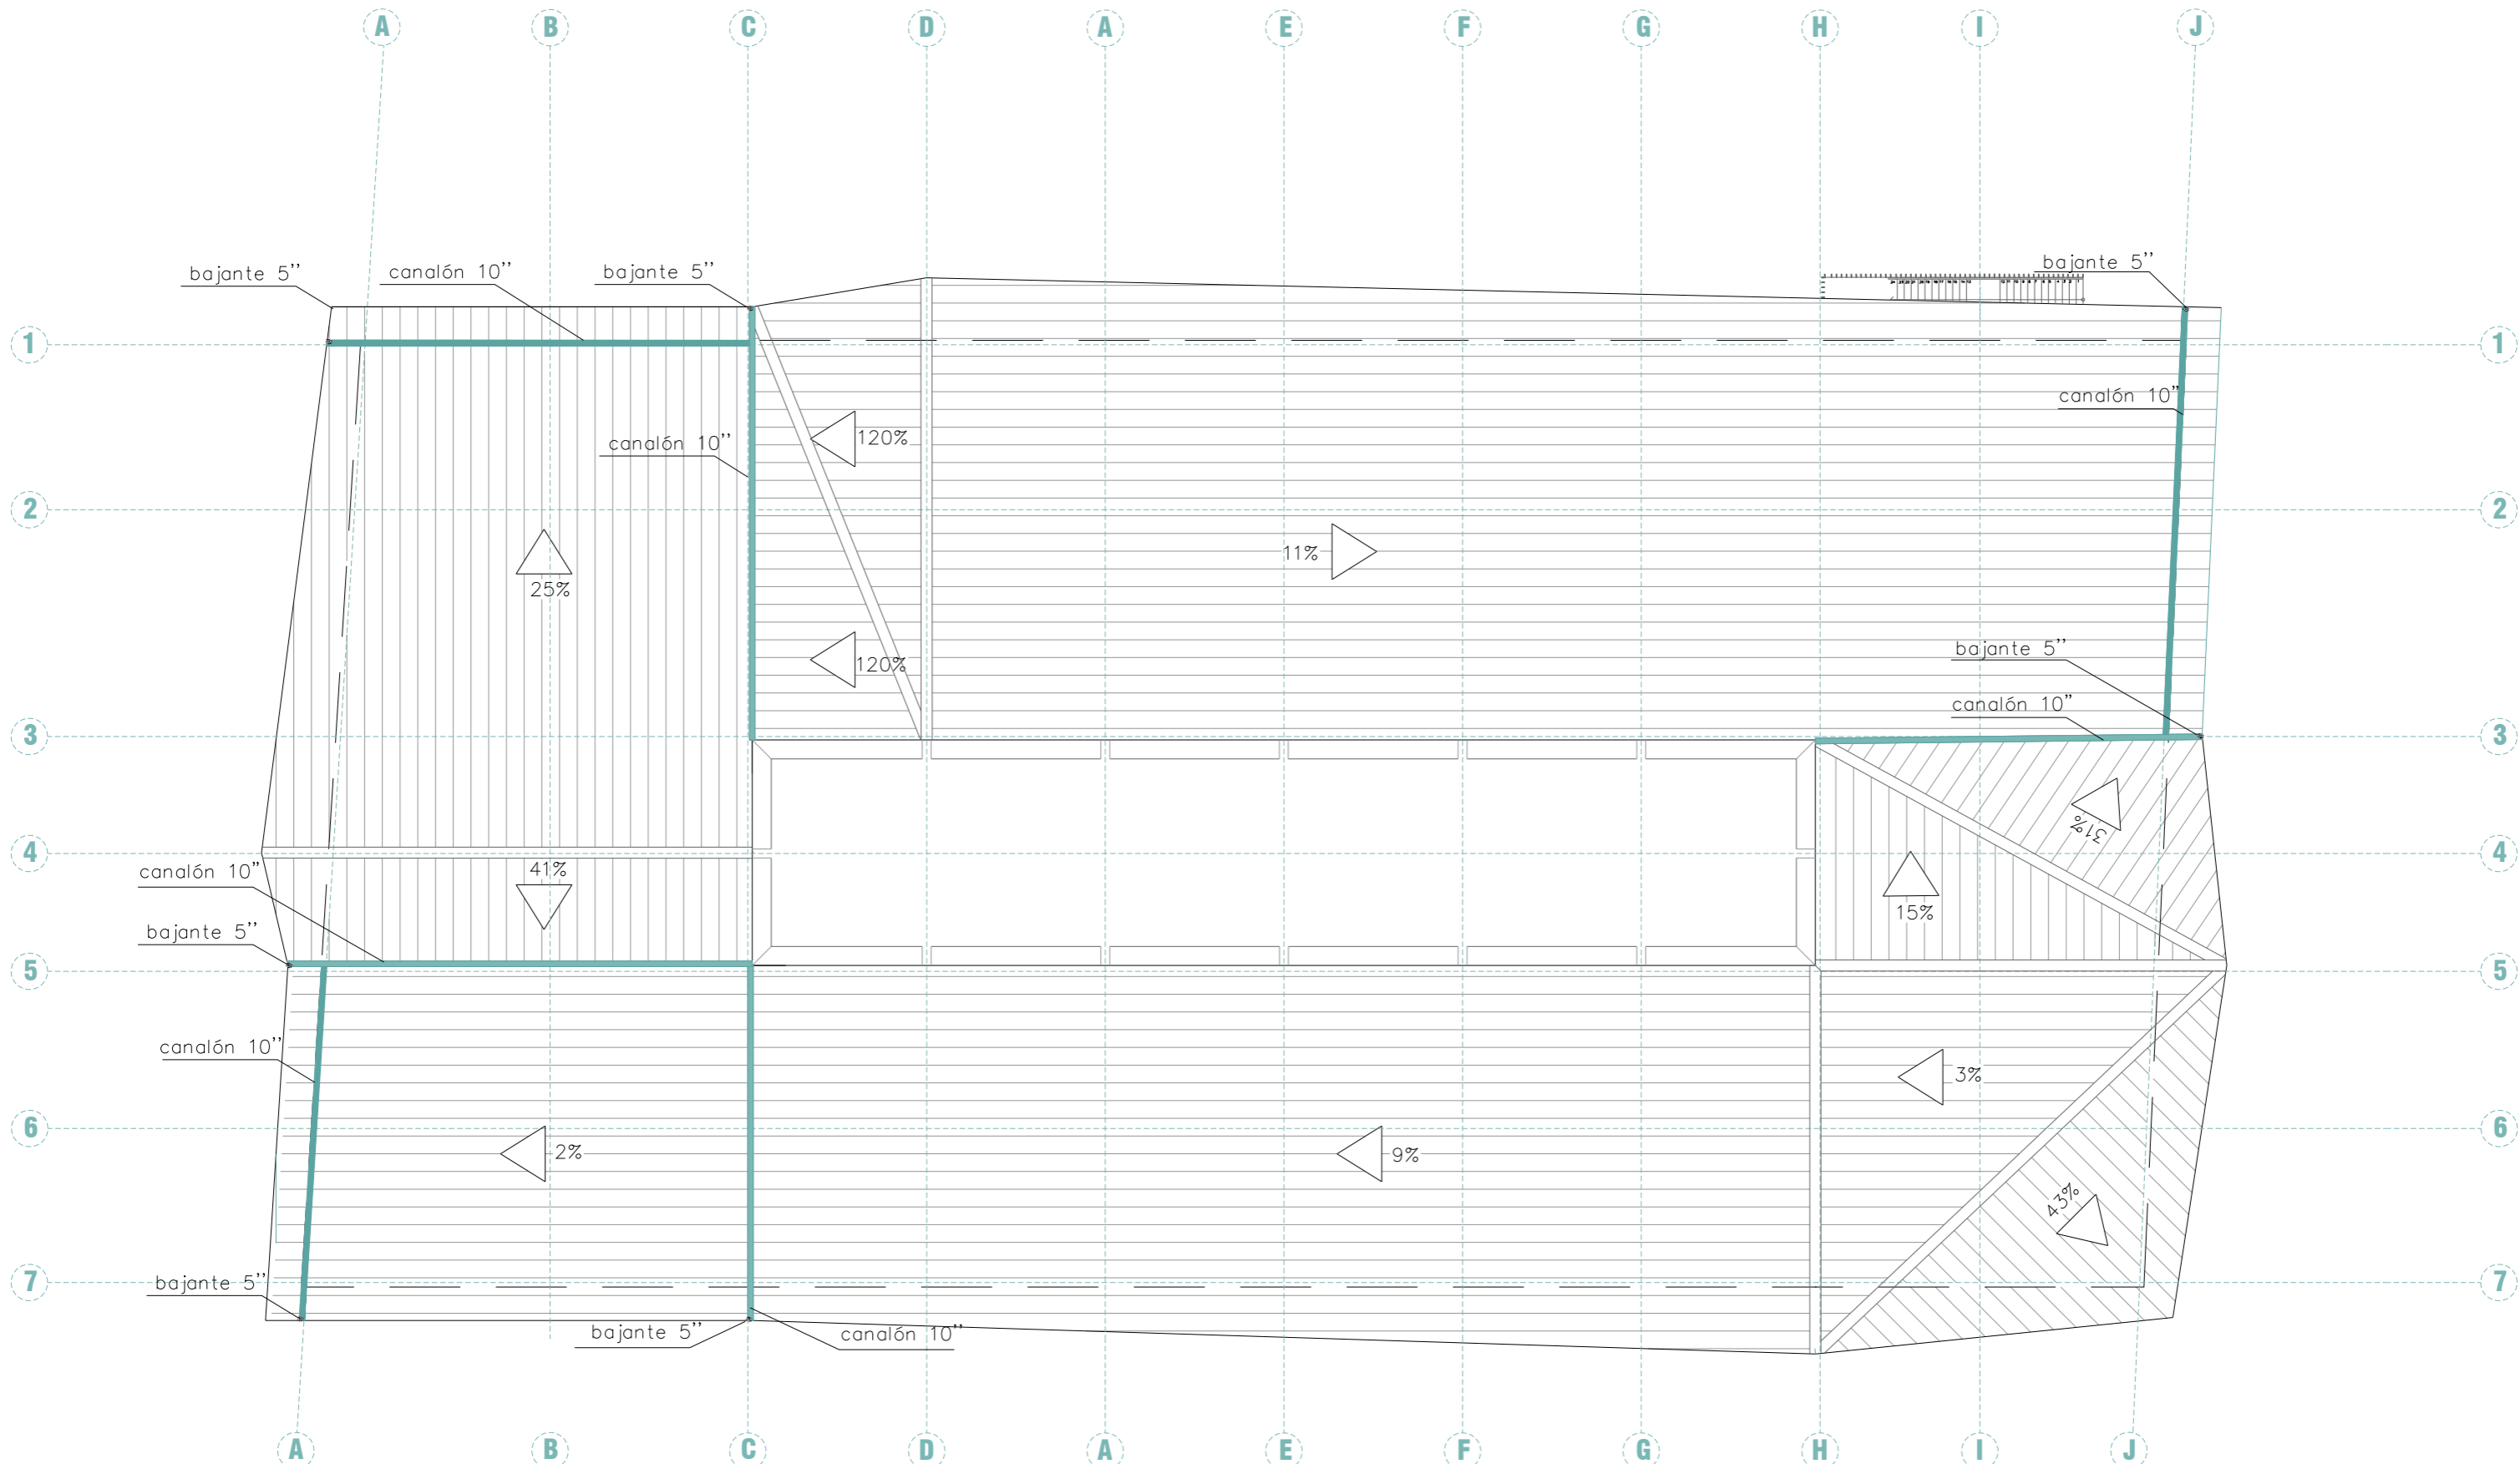 A B C D A E F G H I J
bajante 5''
canalón 10''
bajante 5''
bajante 5''
1 1
canalón 10"
120%
canalón 10"
2 2
11%
25%
bajante 5''
120%
canalón 10"
3 3
31%
4 4
41%
canalón 10"
15%
bajante 5''
5 5
canalón 10''
3%
6 6
2%
9%
43%
7 7
bajante 5''
bajante 5''
canalón 10''
A B C D A E F G H I J